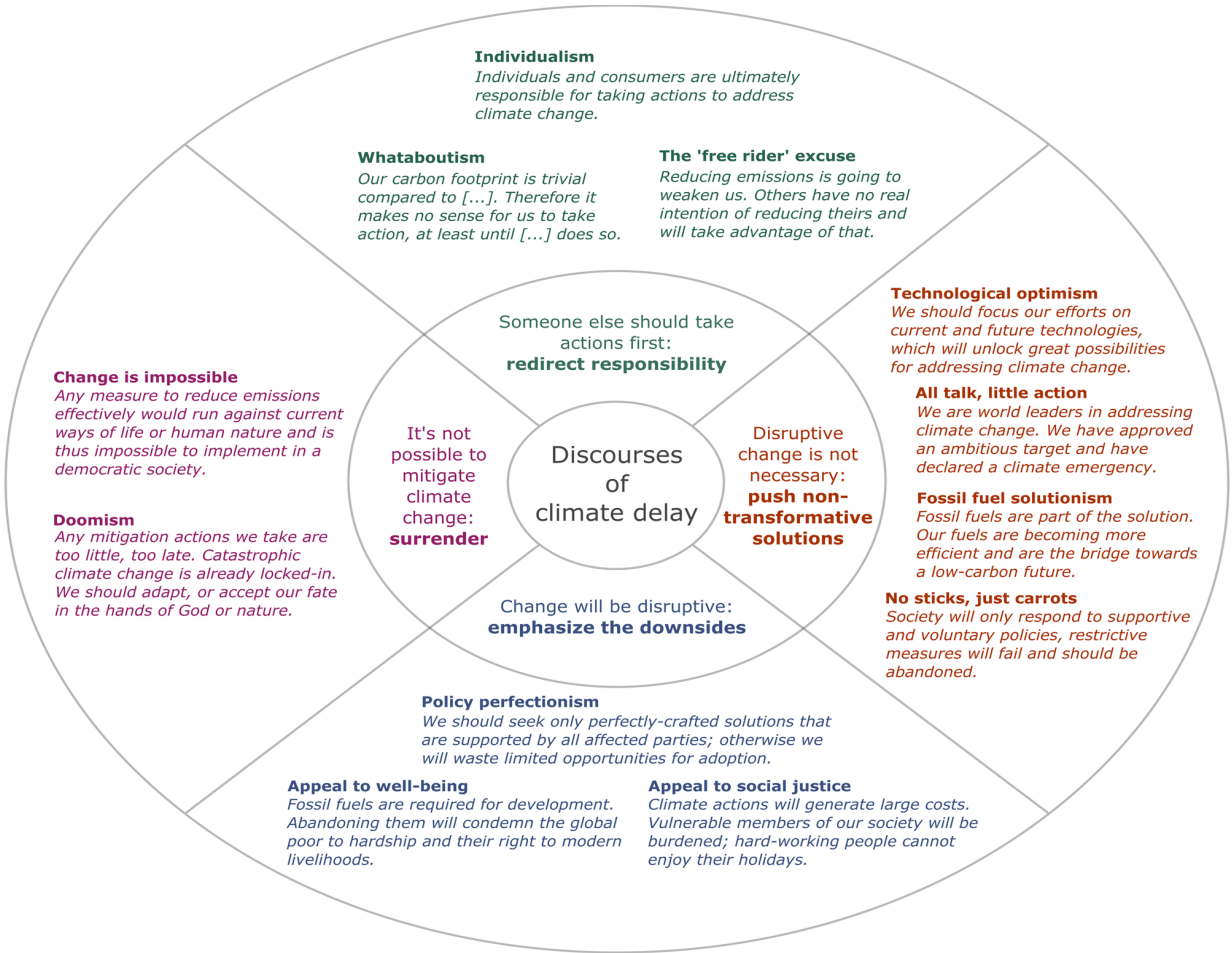 Individualism
Individuals and consumers are ultimately
responsible for taking actions to address
climate change.
Whataboutism
Our carbon footprint is trivial
compared to [...]. Therefore it
makes no sense for us to take
action, at least until [...] does so.
The 'free rider' excuse
Reducing emissions is going to
weaken us. Others have no real
intention of reducing theirs and
will take advantage of that.
Someone else should take
actions first:
redirect responsibility
Technological optimism
We should focus our efforts on
current and future technologies,
which will unlock great possibilities
for addressing climate change.
All talk, little action
We are world leaders in addressing
climate change. We have approved
an ambitious target and have
declared a climate emergency.
Fossil fuel solutionism
Fossil fuels are part of the solution.
Our fuels are becoming more
efficient and are the bridge towards
a low-carbon future.
No sticks, just carrots
Society will only respond to supportive
and voluntary policies, restrictive
measures will fail and should be
abandoned.
Disruptive
change is not
necessary:
push non-
transformative
solutions
Discourses
of
climate delay
It's not
possible to
mitigate
climate
change:
surrender
Change is impossible
Any measure to reduce emissions
effectively would run against current
ways of life or human nature and is
thus impossible to implement in a
democratic society.
Doomism
Any mitigation actions we take are
too little, too late. Catastrophic
climate change is already locked-in.
We should adapt, or accept our fate
in the hands of God or nature.
Change will be disruptive:
emphasize the downsides
Policy perfectionism
We should seek only perfectly-crafted solutions that
are supported by all affected parties; otherwise we
will waste limited opportunities for adoption.
Appeal to well-being
Fossil fuels are required for development.
Abandoning them will condemn the global
poor to hardship and their right to modern
livelihoods.
Appeal to social justice
Climate actions will generate large costs.
Vulnerable members of our society will be
burdened; hard-working people cannot
enjoy their holidays.